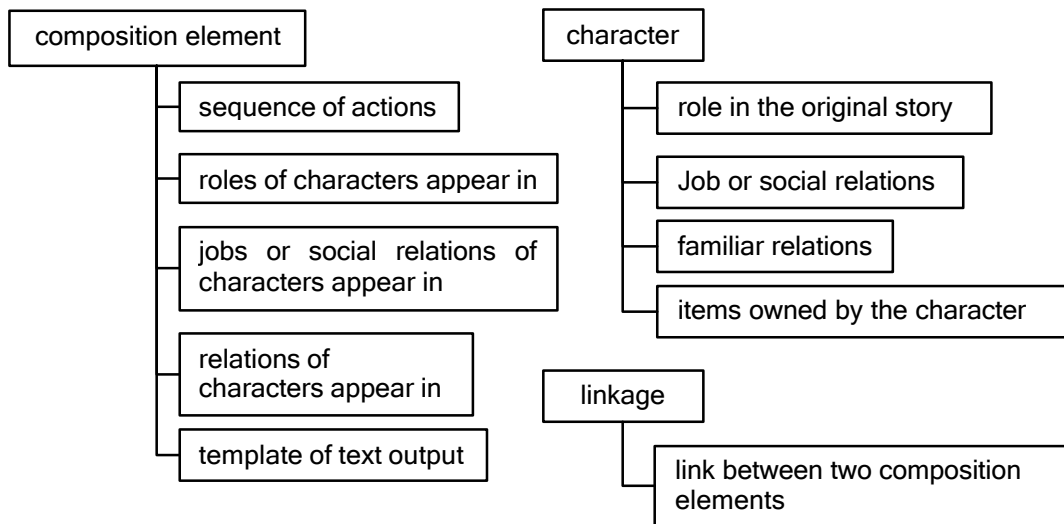 composition element
sequence of actions
roles of characters appear in
jobs or social relations of
characters appear in
relations of
characters appear in
template of text output
character
role in the original story
Job or social relations
familiar relations
items owned by the character
linkage
link between two composition
elements